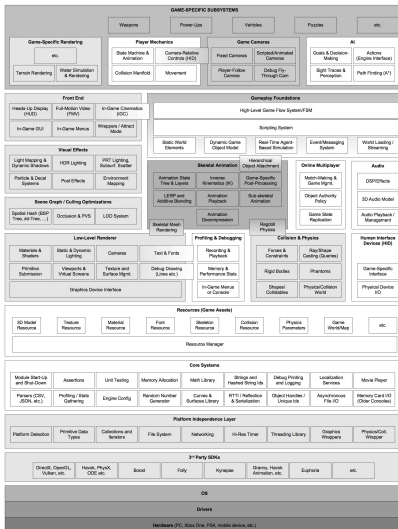 GAME-SPECIFIC SUBSYSTEMS
Weapons
Power-Ups
Vehicles
Puzzles
etc.
Game-Specific Rendering
etc.
Terrain Rendering
Water Simulation
& Rendering
Player Mechanics
State Machine &
Animation
Camera-Relative
Controls (HID)
Collision Manifold
Movement
Game Cameras
Fixed Cameras
Scripted/Animated
Cameras
Player-Follow
Camera
Debug Fly-
Through Cam
AI
Goals & Decision-
Making
Actions
(Engine Interface)
Sight Traces &
Perception
Path Finding (A*)
Front End
Heads-Up Display
(HUD)
Full-Motion Video
(FMV)
In-Game Cinematics
(IGC)
In-Game GUI
In-Game Menus
Wrappers / Attract
Mode
Gameplay Foundations
High-Level Game Flow System/FSM
Scripting System
Static World
Elements
Dynamic Game
Object Model
Real-Time Agent-
Based Simulation
Event/Messaging
System
World Loading /
Streaming
Visual Effects
Light Mapping &
Dynamic Shadows
HDR Lighting
PRT Lighting,
Subsurf. Scatter
Particle & Decal
Systems
Post Effects
Environment
Mapping
Hierarchical
Object Attachment
Skeletal Animation
Animation State
Tree & Layers
Inverse
Kinematics (IK)
Game-Specific
Post-Processing
LERP and
Additive Blending
Animation
Playback
Sub-skeletal
Animation
Animation
Decompression
Skeletal Mesh
Rendering
Ragdoll
Physics
Online Multiplayer
Match-Making &
Game Mgmt.
Object Authority
Policy
Game State
Replication
Audio
DSP/Effects
3D Audio Model
Audio Playback /
Management
Scene Graph / Culling Optimizations
Spatial Hash (BSP
Tree, kd-Tree, ...)
Occlusion & PVS
LOD System
Low-Level Renderer
Materials &
Shaders
Static & Dynamic
Lighting
Cameras
Text & Fonts
Primitive
Submission
Viewports &
Virtual Screens
Texture and
Surface Mgmt.
Debug Drawing
(Lines etc.)
Graphics Device Interface
Profiling & Debugging
Recording &
Playback
Memory &
Performance Stats
In-Game Menus
or Console
Collision & Physics
Forces &
Constraints
Ray/Shape
Casting (Queries)
Rigid Bodies
Phantoms
Shapes/
Collidables
Physics/Collision
World
Human Interface
Devices (HID)
Game-Specific
Interface
Physical Device
I/O
Resources (Game Assets)
3D Model
Resource
Texture
Resource
Material
Resource
Font
Resource
Skeleton
Resource
Collision
Resource
Physics
Parameters
Game
World/Map
etc
Resource Manager
Core Systems
Module Start-Up
and Shut-Down
Assertions
Unit Testing
Memory Allocation
Math Library
Strings and
Hashed String Ids
Debug Printing
and Logging
Localization
Services
Movie Player
Parsers (CSV,
JSON, etc.)
Profiling / Stats
Gathering
Engine Config
Random Number
Generator
Curves &
Surfaces Library
RTTI / Reflection
& Serialization
Object Handles /
Unique Ids
Asynchronous
File I/O
Memory Card I/O
(Older Consoles)
Platform Independence Layer
Platform Detection
Primitive Data
Types
Collections and
Iterators
File System
Networking
Hi-Res Timer
Threading Library
Graphics
Wrappers
Physics/Coll.
Wrapper
3rd Party SDKs
DirectX, OpenGL,
Vulkan, etc.
Havok, PhysX,
ODE etc.
Boost
Folly
Kynapse
Granny, Havok
Animation, etc.
Euphoria
etc.
OS
Drivers
Hardware (PC, Xbox One, PS4, mobile device, etc.)